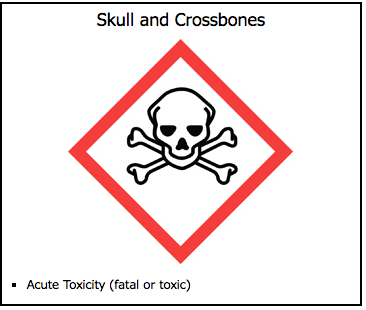 Skull and Crossbones
Acute Toxicity (fatal or toxic)